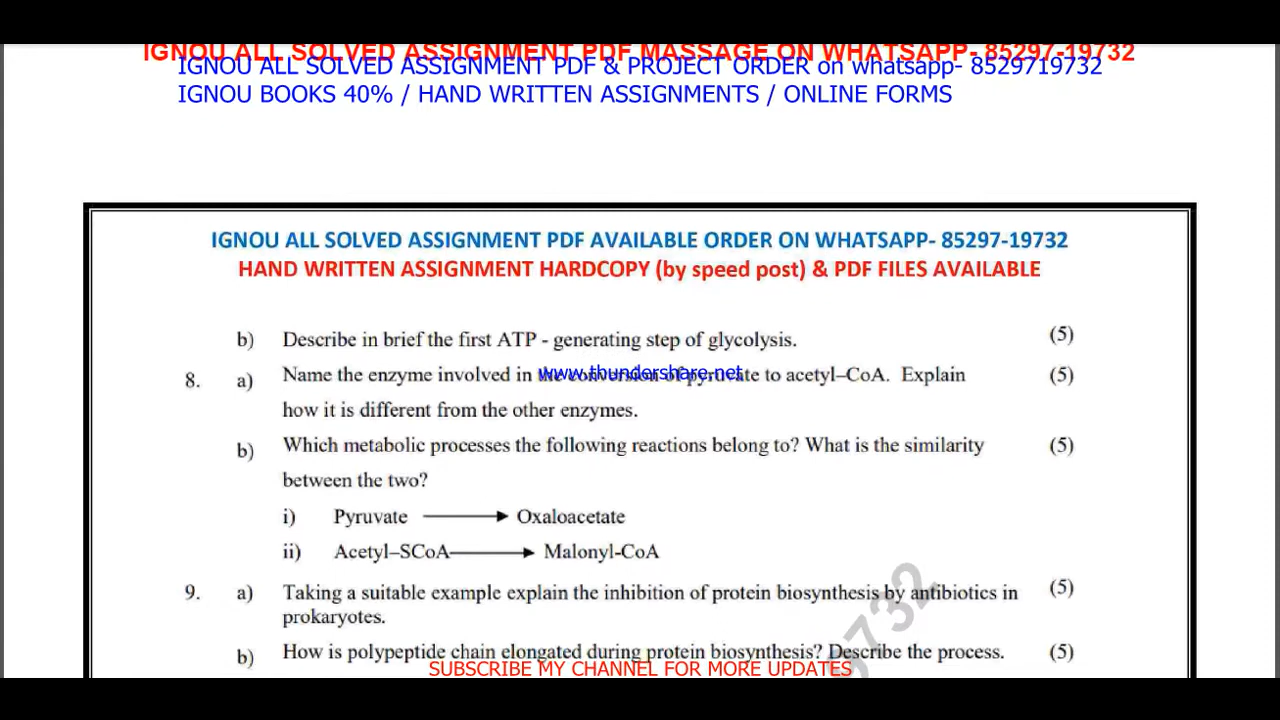 IGNOU ALL SOLVED ASSIGNMENT PDF MASSAGE ON WHATSAPP- 85297-19732
IGNOU ALL SOLVED ASSIGNMENT PDF & PROJECT ORDER on whatsapp- 8529719732
IGNOU BOOKS 40% / HAND WRITTEN ASSIGNMENTS / ONLINE FORMS
IGNOU ALL SOLVED ASSIGNMENT PDF AVAILABLE ORDER ON WHATSAPP- 85297-19732
HAND WRITTEN ASSIGNMENT HARDCOPY (by speed post) & PDF FILES AVAILABLE
b) Describe in brief the first ATP - generating step of glycolysis. (5)
8. a) Name the enzyme involved in the conversion of pyruvate to acetyl–CoA. Explain (5)
www.thundershare.net
how it is different from the other enzymes.
b) Which metabolic processes the following reactions belong to? What is the similarity (5)
between the two?
i) Pyruvate → Oxaloacetate
ii) Acetyl–SCoA → Malonyl-CoA
9. a) Taking a suitable example explain the inhibition of protein biosynthesis by antibiotics in (5)
prokaryotes.
b) How is polypeptide chain elongated during protein biosynthesis? Describe the process. (5)
SUBSCRIBE MY CHANNEL FOR MORE UPDATES